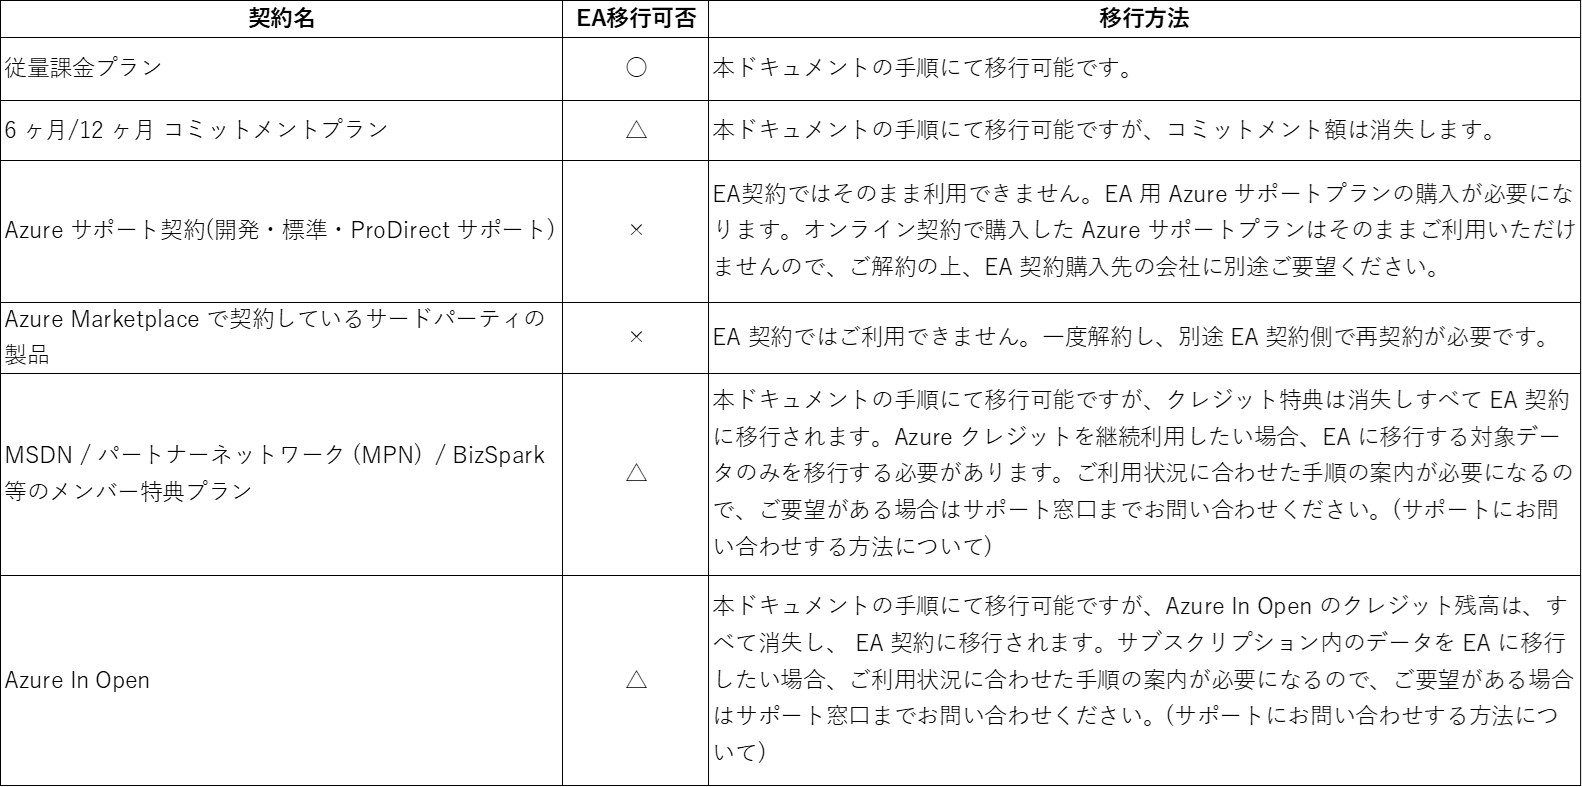 契約名 EA移行可否 移行方法
従量課金プラン ○ 本ドキュメントの手順にて移行可能です。
6 ヶ月/12 ヶ月 コミットメントプラン △ 本ドキュメントの手順にて移行可能ですが、コミットメント額は消失します。
Azure サポート契約(開発・標準・ProDirect サポート) ×
EA契約ではそのまま利用できません。EA 用 Azure サポートプランの購入が必要にな
ります。オンライン契約で購入した Azure サポートプランはそのままご利用いただけ
ませんので、ご解約の上、EA 契約購入先の会社に別途ご要望ください。
Azure Marketplace で契約しているサードパーティの
製品
× EA 契約ではご利用できません。一度解約し、別途 EA 契約側で再契約が必要です。
MSDN / パートナーネットワーク (MPN) / BizSpark
等のメンバー特典プラン
△
本ドキュメントの手順にて移行可能ですが、クレジット特典は消失しすべて EA 契約
に移行されます。Azure クレジットを継続利用したい場合、EA に移行する対象デー
タのみを移行する必要があります。ご利用状況に合わせた手順の案内が必要になるの
で、ご要望がある場合はサポート窓口までお問い合わせください。(サポートにお問
い合わせする方法について)
Azure In Open △
本ドキュメントの手順にて移行可能ですが、Azure In Open のクレジット残高は、す
べて消失し、 EA 契約に移行されます。サブスクリプション内のデータを EA に移行
したい場合、ご利用状況に合わせた手順の案内が必要になるので、ご要望がある場合
はサポート窓口までお問い合わせください。(サポートにお問い合わせする方法につ
いて)